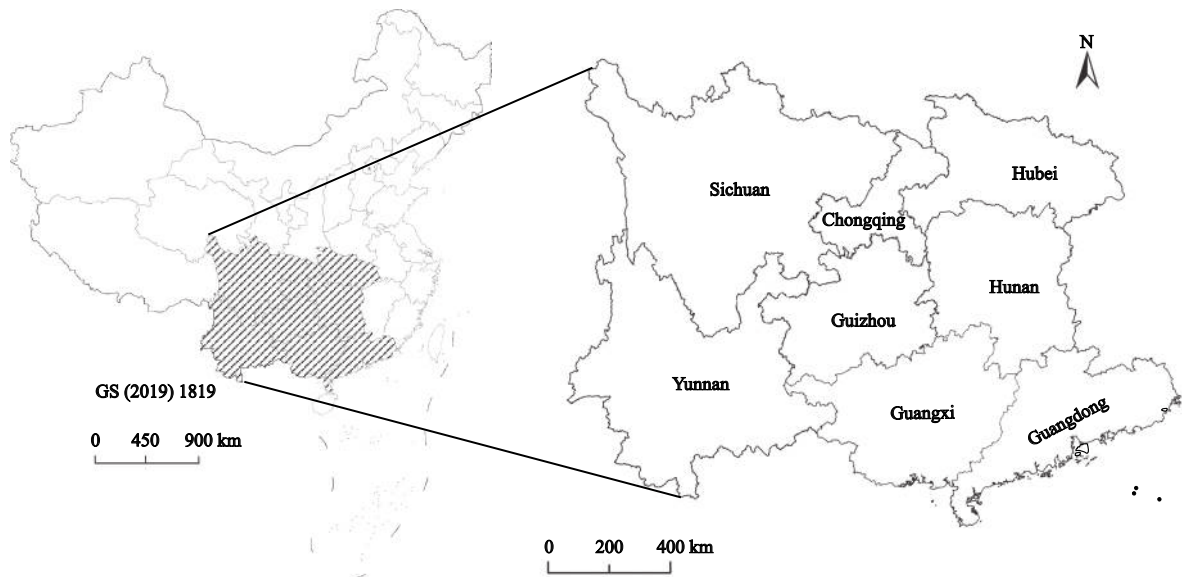 N
Hubei
Sichuan
Chongqing
Hunan
Guizhou
Yunnan
GS (2019) 1819
Guangxi
Guangdong
0 450 900 km
0 200 400 km